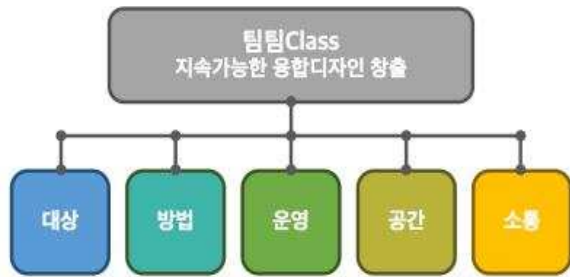 팀팀Class
지속가능한 융합디자인 창출
대상
방법
운영
공간
소통